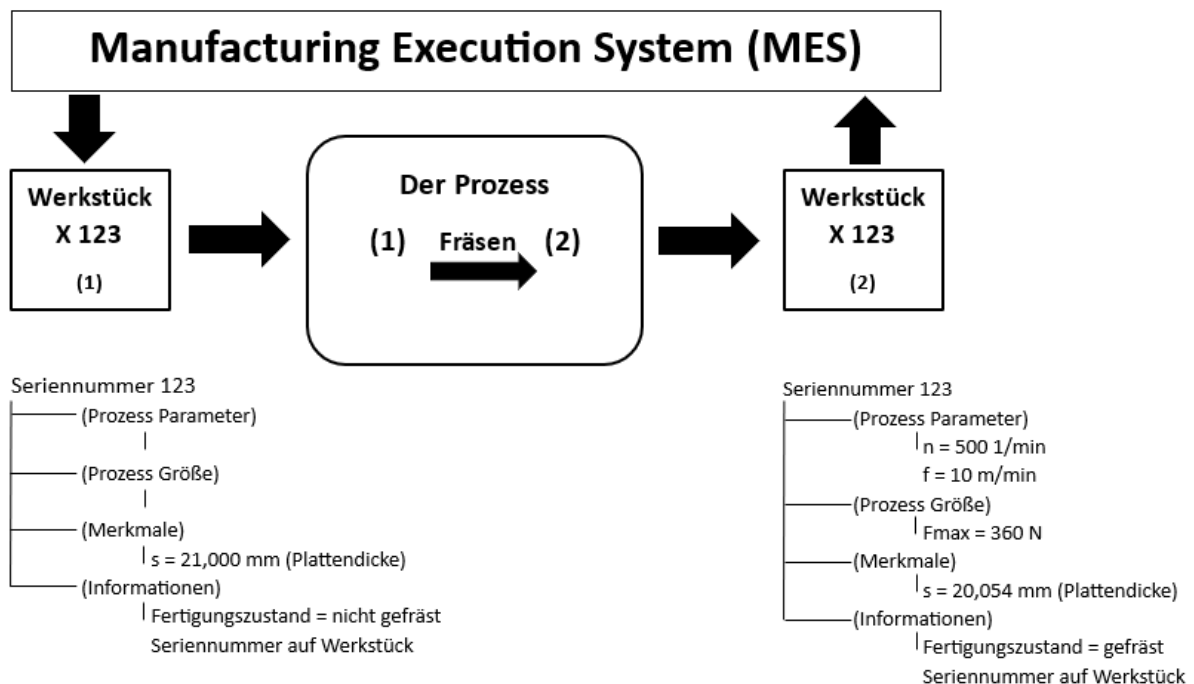 Manufacturing Execution System (MES)
Werkstück
X 123
(1)
Der Prozess
(1) Fräsen (2)
Werkstück
X 123
(2)
Seriennummer 123
(Prozess Parameter)
(Prozess Größe)
(Merkmale)
s = 21,000 mm (Plattendicke)
(Informationen)
Fertigungszustand = nicht gefräst
Seriennummer auf Werkstück
Seriennummer 123
(Prozess Parameter)
n = 500 1/min
f = 10 m/min
(Prozess Größe)
Fmax = 360 N
(Merkmale)
s = 20,054 mm (Plattendicke)
(Informationen)
Fertigungszustand = gefräst
Seriennummer auf Werkstück